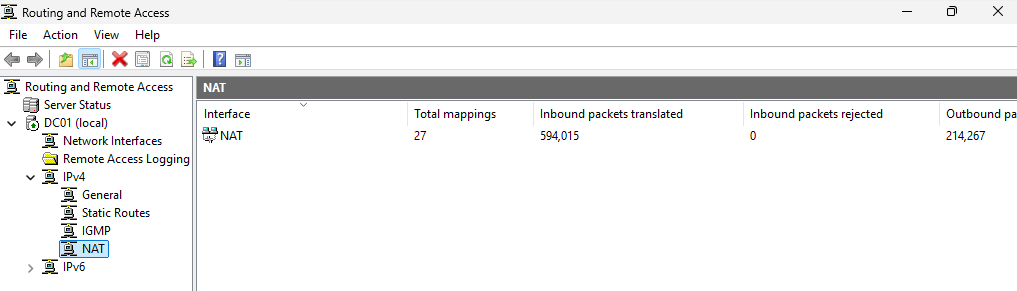 Routing and Remote Access
File Action View Help
Routing and Remote Access
Server Status
DC01 (local)
Network Interfaces
Remote Access Logging
IPv4
General
Static Routes
IGMP
NAT
IPv6
NAT
Interface Total mappings Inbound packets translated Inbound packets rejected Outbound pa
NAT 27 594,015 0 214,267